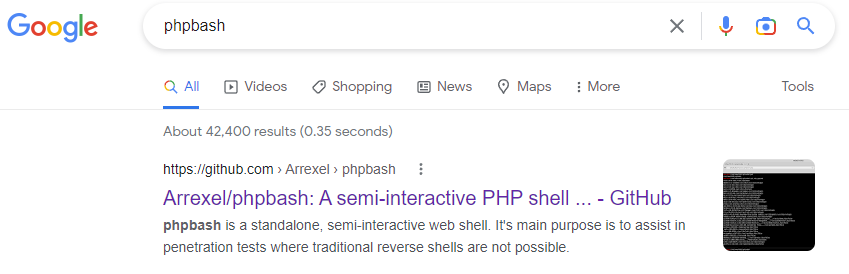 Google phpbash
All Videos Shopping News Maps More Tools
About 42,400 results (0.35 seconds)
https://github.com › Arrexel › phpbash
Arrexel/phpbash: A semi-interactive PHP shell ... - GitHub
phpbash is a standalone, semi-interactive web shell. It's main purpose is to assist in
penetration tests where traditional reverse shells are not possible.